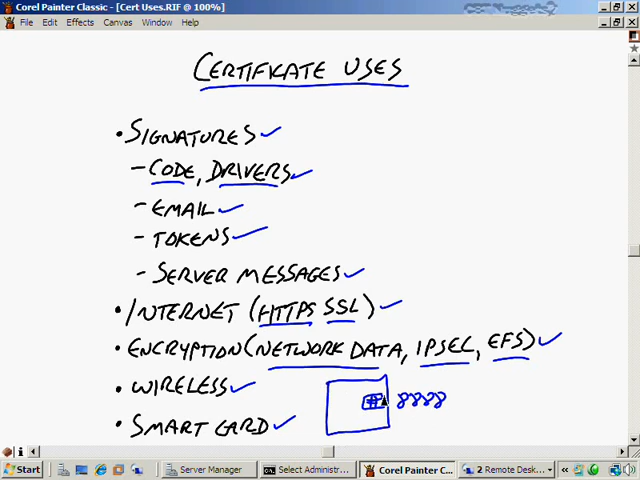 Corel Painter Classic - [Cert Uses.RIF @ 100%]
File Edit Effects Canvas Window Help
CERTIFICATE USES
• SIGNATURES ✓
- CODE, DRIVERS ✓
- EMAIL ✓
- TOKENS ✓
- SERVER MESSAGES ✓
• INTERNET (HTTPS SSL) ✓
• ENCRYPTION (NETWORK DATA, IPSEC, EFS) ✓
• WIRELESS ✓
# 8888
• SMART CARD ✓
Start Server Manager Select Administr... Corel Painter Cl... 2 Remote Desk...